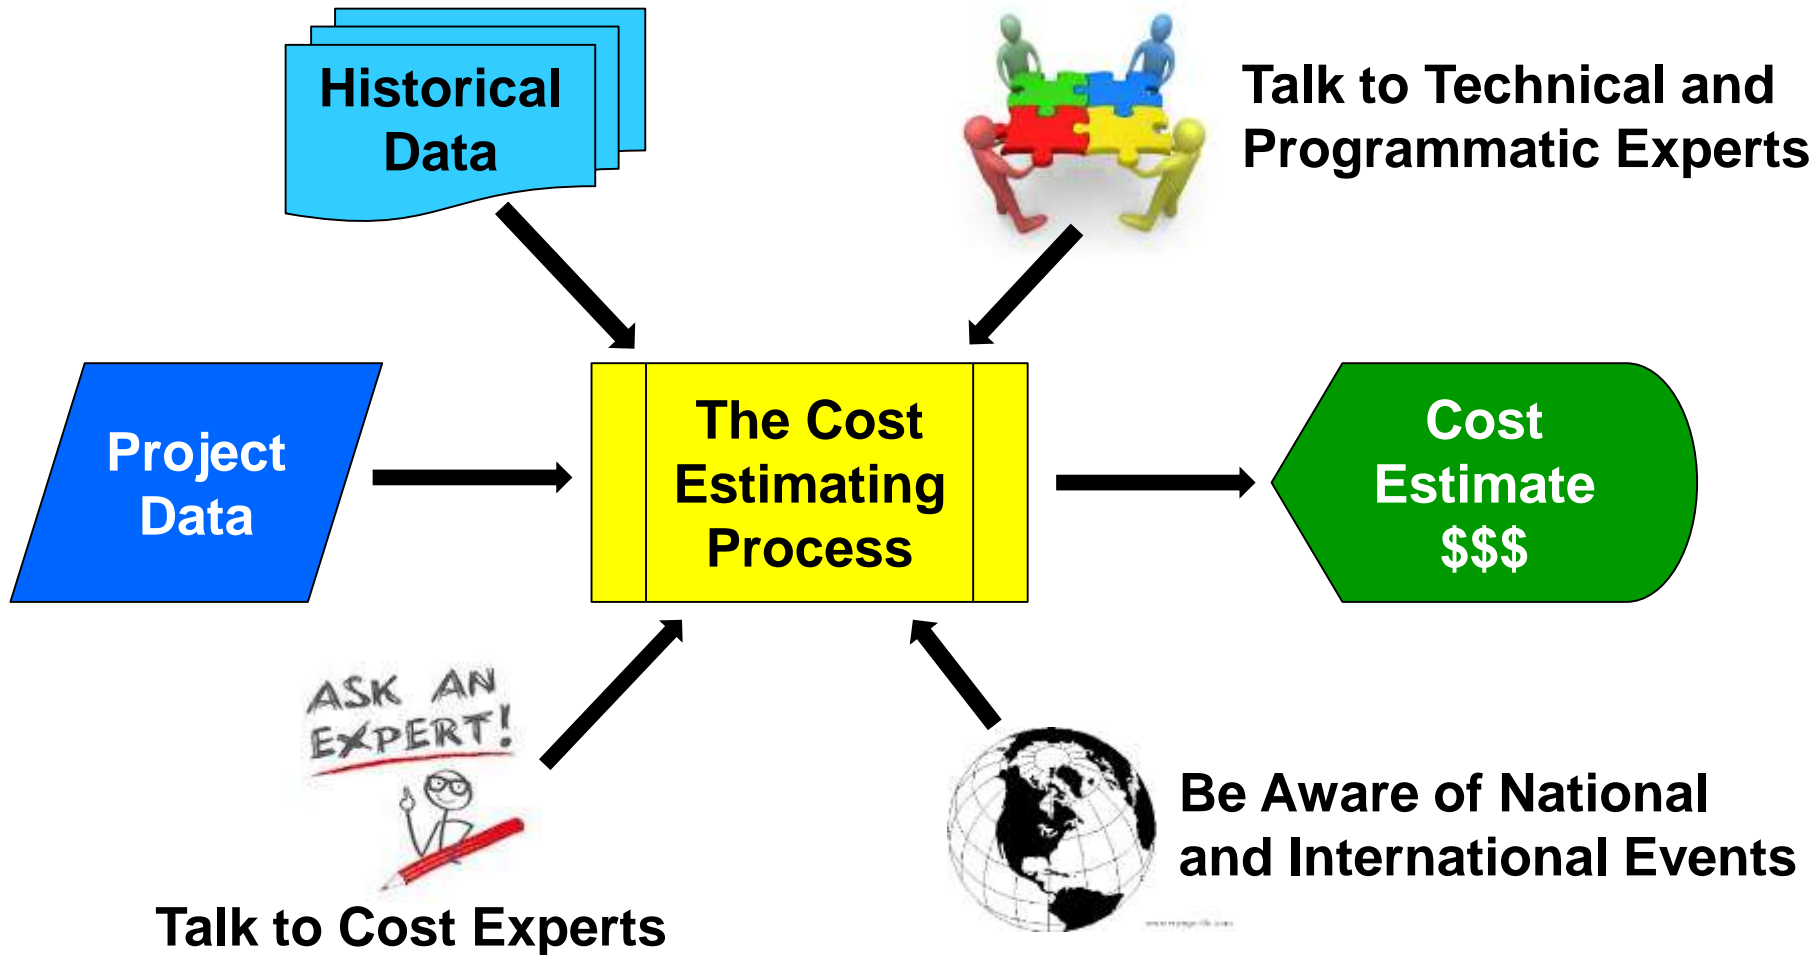 Historical
Data
Talk to Technical and
Programmatic Experts
Project
Data
The Cost
Estimating
Process
Cost
Estimate
$$$
ASK AN
EXPERT!
Talk to Cost Experts
Be Aware of National
and International Events